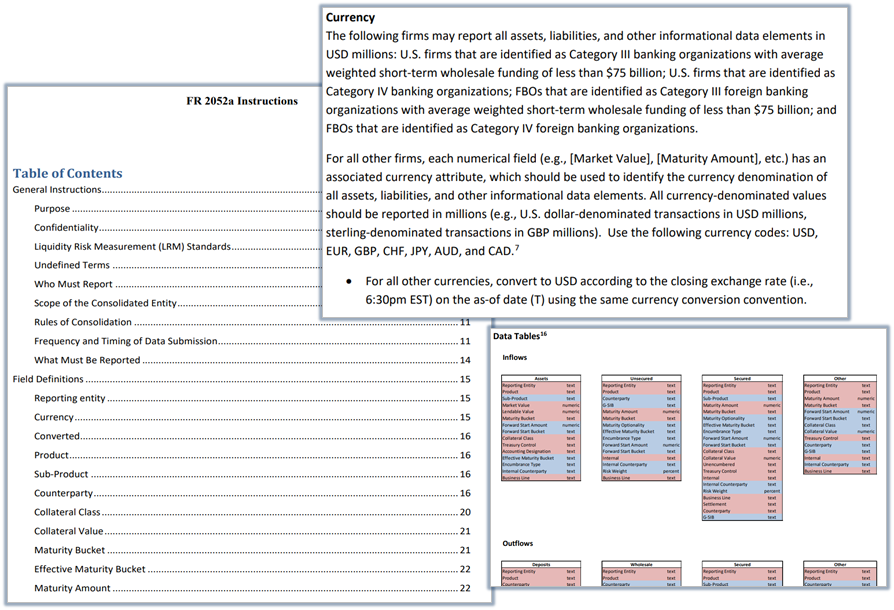 Currency
The following firms may report all assets, liabilities, and other informational data elements in
USD millions: U.S. firms that are identified as Category III banking organizations with average
weighted short-term wholesale funding of less than $75 billion; U.S. firms that are identified as
Category IV banking organizations; FBOs that are identified as Category III foreign banking
organizations with average weighted short-term wholesale funding of less than $75 billion; and
FBOs that are identified as Category IV foreign banking organizations.
For all other firms, each numerical field (e.g., [Market Value], [Maturity Amount], etc.) has an
associated currency attribute, which should be used to identify the currency denomination of
all assets, liabilities, and other informational data elements. All currency-denominated values
should be reported in millions (e.g., U.S. dollar-denominated transactions in USD millions,
sterling-denominated transactions in GBP millions). Use the following currency codes: USD,
EUR, GBP, CHF, JPY, AUD, and CAD.7
• For all other currencies, convert to USD according to the closing exchange rate (i.e.,
6:30pm EST) on the as-of date (T) using the same currency conversion convention.
FR 2052a Instructions
Table of Contents
General Instructions
Purpose
Confidentiality
Liquidity Risk Measurement (LRM) Standards
Undefined Terms
Who Must Report
Scope of the Consolidated Entity
Rules of Consolidation 11
Frequency and Timing of Data Submission 11
What Must Be Reported 14
Field Definitions 15
Reporting entity 15
Currency 15
Converted 16
Product 16
Sub-Product 16
Counterparty 16
Collateral Class 20
Collateral Value 21
Maturity Bucket 21
Effective Maturity Bucket 22
Maturity Amount 22
Data Tables16
Inflows
Assets
Reporting Entity text
Product text
Sub-Product text
Market Value numeric
Lendable Value numeric
Maturity Bucket text
Forward Start Amount numeric
Forward Start Bucket text
Collateral Class text
Treasury Control text
Accounting Designation text
Effective Maturity Bucket text
Encumbrance Type text
Internal Counterparty text
Business Line text
Unsecured
Reporting Entity text
Product text
Counterparty text
G-SIB text
Maturity Amount numeric
Maturity Bucket text
Maturity Optionality text
Effective Maturity Bucket text
Encumbrance Type text
Forward Start Amount numeric
Forward Start Bucket text
Internal text
Internal Counterparty text
Risk Weight percent
Business Line text
Secured
Reporting Entity text
Product text
Sub-Product text
Maturity Amount numeric
Maturity Bucket text
Maturity Optionality text
Effective Maturity Bucket text
Encumbrance Type text
Forward Start Amount numeric
Forward Start Bucket text
Collateral Class text
Collateral Value numeric
Unencumbered text
Treasury Control text
Internal text
Internal Counterparty text
Risk Weight percent
Business Line text
Settlement text
Counterparty text
G-SIB text
Other
Reporting Entity text
Product text
Maturity Amount numeric
Maturity Bucket text
Forward Start Amount numeric
Forward Start Bucket text
Collateral Class text
Collateral Value numeric
Treasury Control text
Counterparty text
G-SIB text
Internal text
Internal Counterparty text
Business Line text
Outflows
Deposits
Reporting Entity text
Product text
Counterparty text
Wholesale
Reporting Entity text
Product text
Counterparty text
Secured
Reporting Entity text
Product text
Sub-Product text
Other
Reporting Entity text
Product text
Counterparty text